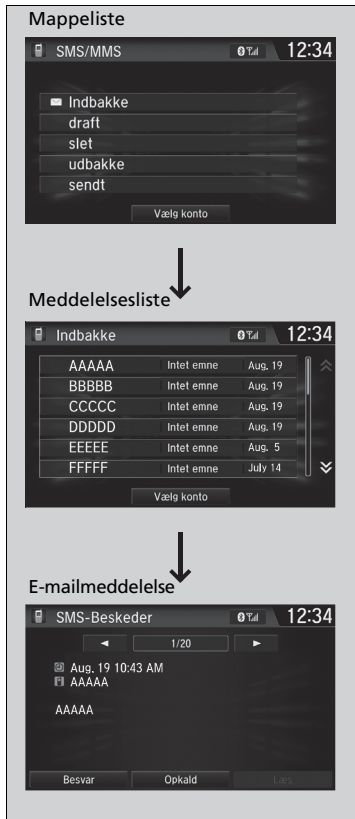 Mappeliste
SMS/MMS 12:34
Indbakke
draft
slet
udbakke
sendt
Vælg konto
Meddelelsesliste
Indbakke 12:34
AAAAA Intet emne Aug. 19
BBBBB Intet emne Aug. 19
CCCCC Intet emne Aug. 19
DDDDD Intet emne Aug. 19
EEEEE Intet emne Aug. 5
FFFFF Intet emne July 14
Vælg konto
E-mailmeddelelse
SMS-Beskeder 12:34
1/20
Aug. 19 10:43 AM
AAAAA
AAAAA
Besvar Opkald Læs